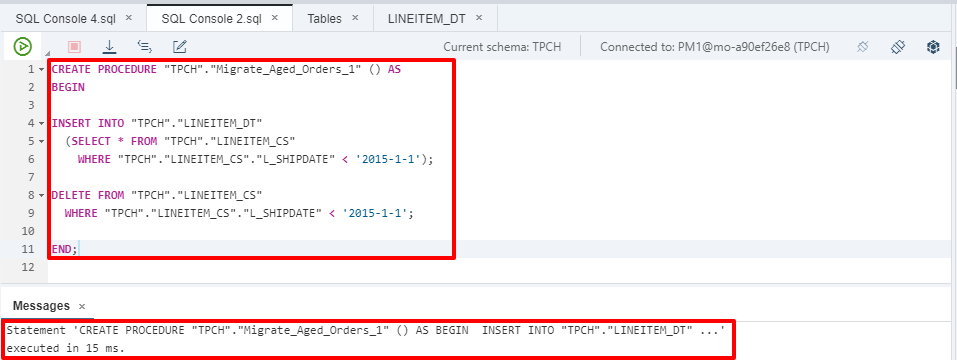 SQL Console 4.sql × SQL Console 2.sql × Tables × LINEITEM_DT ×
Current schema: TPCH Connected to: PM1@mo-a90ef26e8 (TPCH)
1 CREATE PROCEDURE "TPCH"."Migrate_Aged_Orders_1" () AS
2 BEGIN
3
4 INSERT INTO "TPCH"."LINEITEM_DT"
5 (SELECT * FROM "TPCH"."LINEITEM_CS"
6 WHERE "TPCH"."LINEITEM_CS"."L_SHIPDATE" < '2015-1-1');
7
8 DELETE FROM "TPCH"."LINEITEM_CS"
9 WHERE "TPCH"."LINEITEM_CS"."L_SHIPDATE" < '2015-1-1';
10
11 END;
12
Messages ×
Statement 'CREATE PROCEDURE "TPCH"."Migrate_Aged_Orders_1" () AS BEGIN INSERT INTO "TPCH"."LINEITEM_DT" ...'
executed in 15 ms.